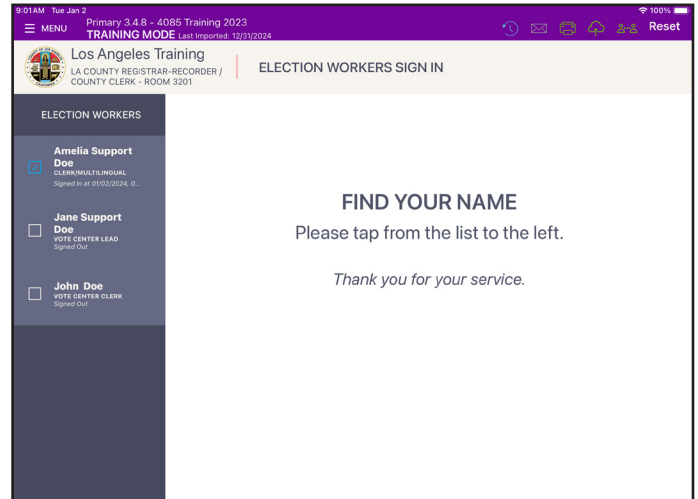 9:01AM Tue Jan 2
100%
MENU
Primary 3.4.8 - 4085 Training 2023
TRAINING MODE Last Imported: 12/31/2024
Reset
Los Angeles Training
LA COUNTY REGISTRAR-RECORDER /
COUNTY CLERK - ROOM 3201
ELECTION WORKERS SIGN IN
ELECTION WORKERS
Amelia Support
Doe
CLERK/MULTILINGUAL
Signed In at 01/02/2024, 0...
Jane Support
Doe
VOTE CENTER LEAD
Signed Out
John Doe
VOTE CENTER CLERK
Signed Out
FIND YOUR NAME
Please tap from the list to the left.
Thank you for your service.